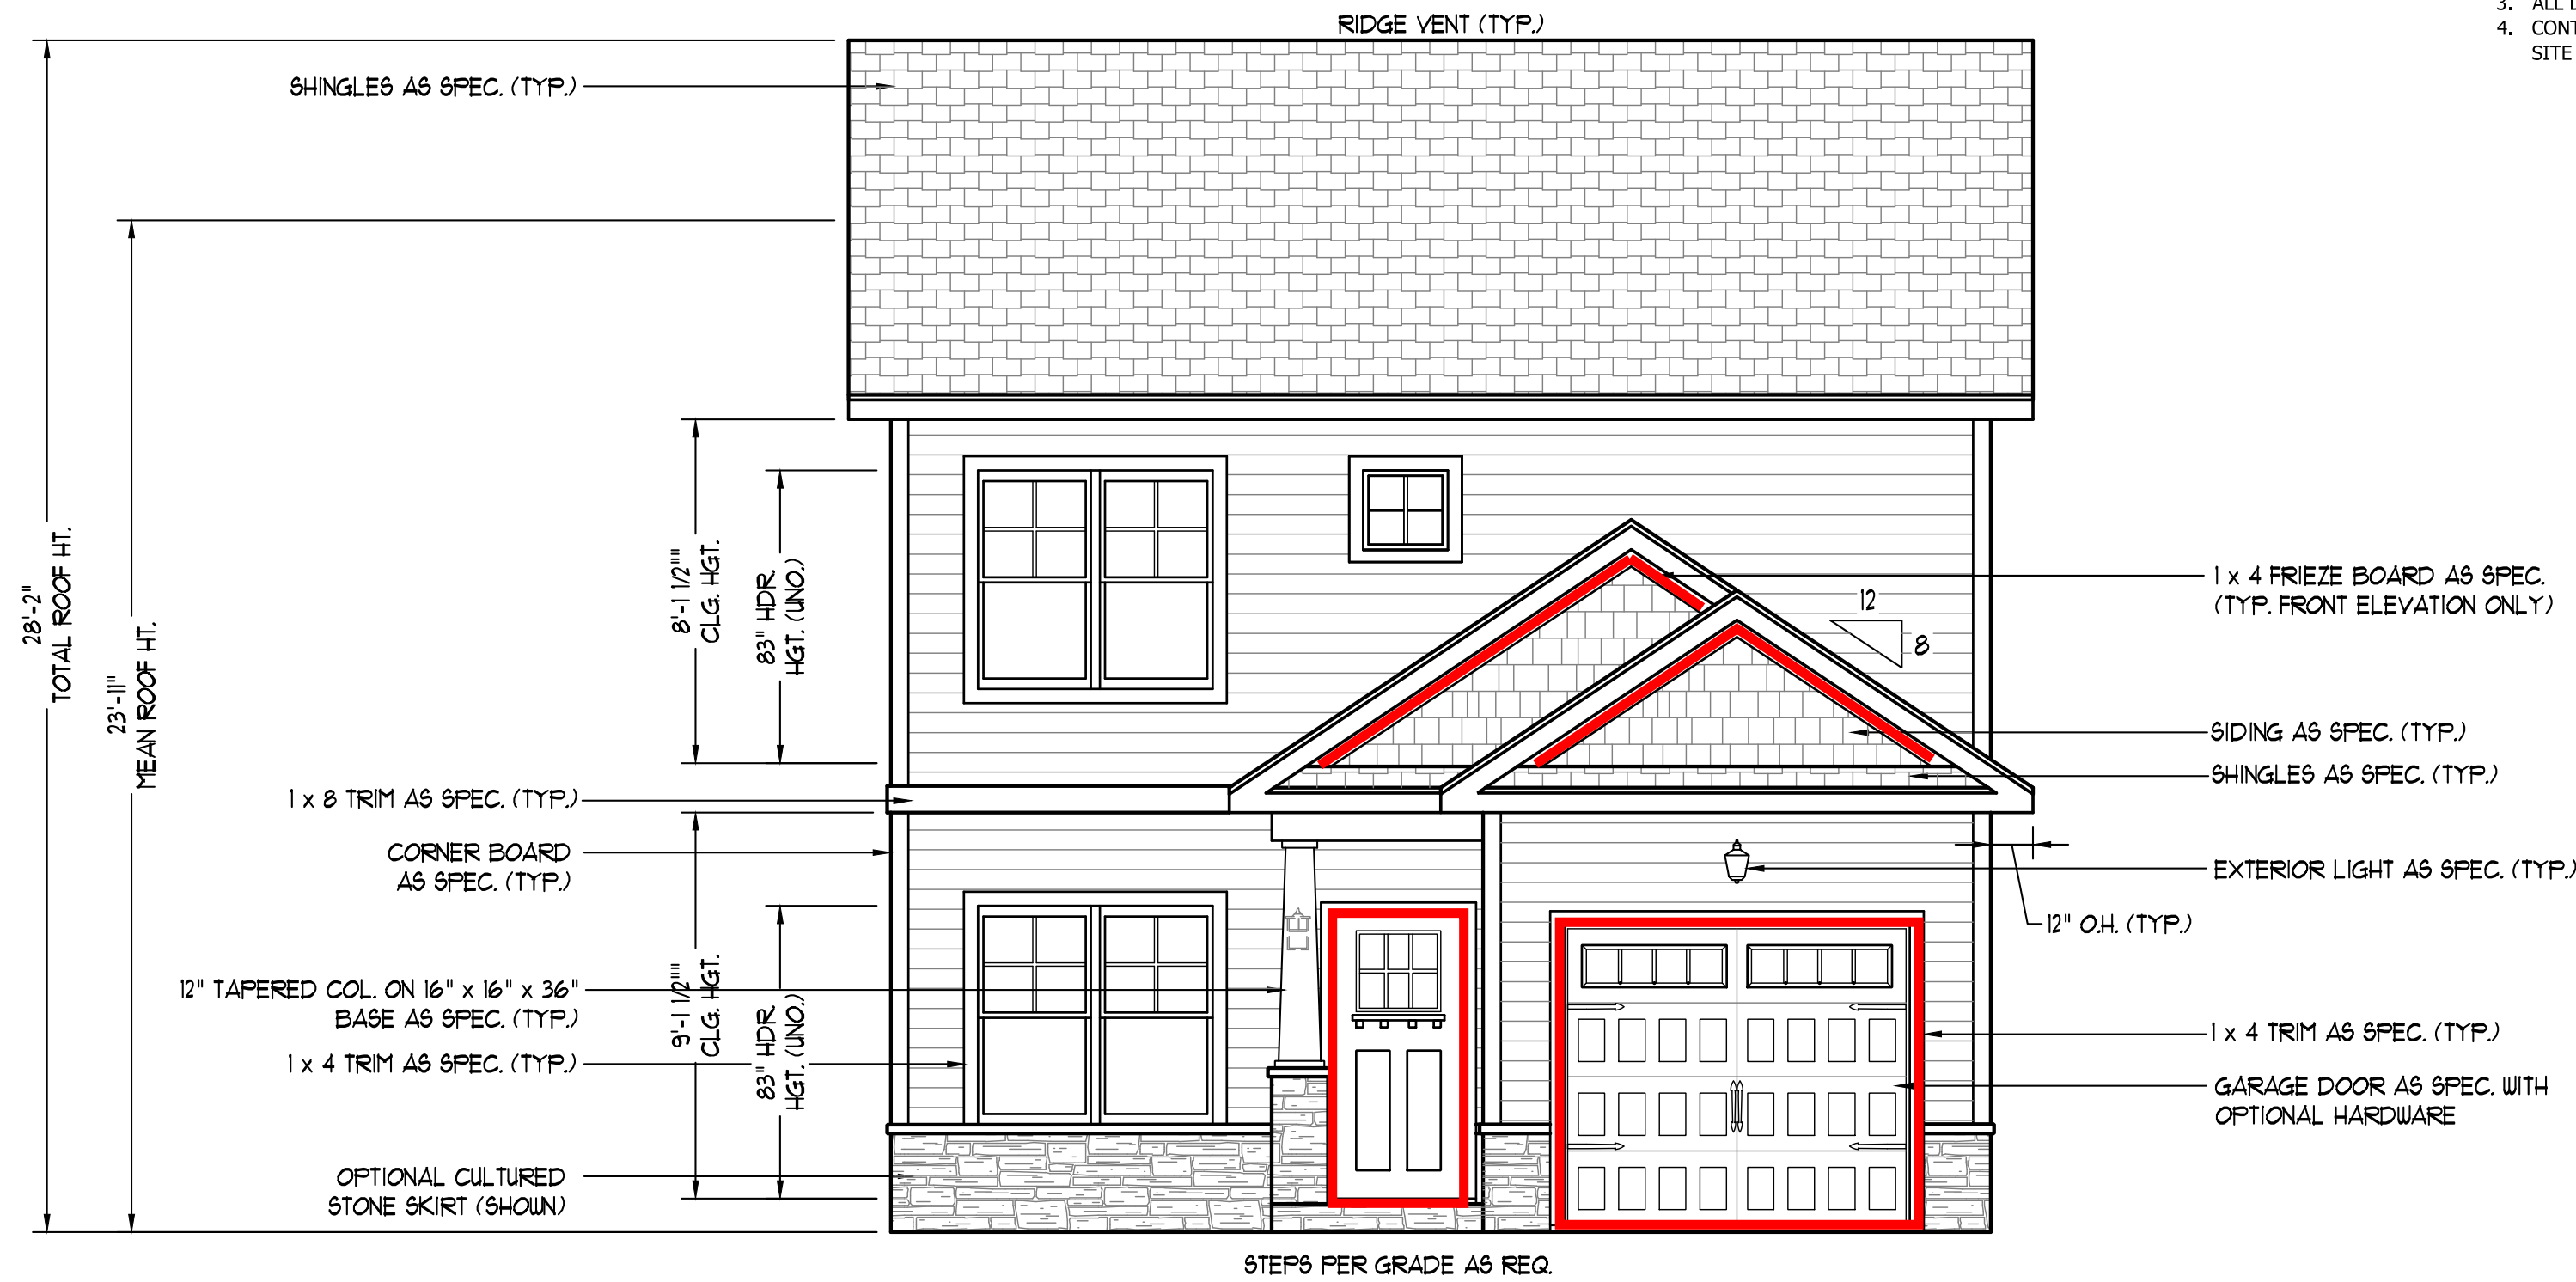 RIDGE VENT (TYP.)
4.
SITE
SHINGLES AS SPEC. (TYP.)
28'-2"
TOTAL ROOF HT.
23'-11"
MEAN ROOF HT.
8'-1 1/2""
CLG. HGT.
83" HDR.
HGT. (UNO.)
1 x 4 FRIEZE BOARD AS SPEC.
(TYP. FRONT ELEVATION ONLY)
12
8
SIDING AS SPEC. (TYP.)
SHINGLES AS SPEC. (TYP.)
1 x 8 TRIM AS SPEC. (TYP.)
CORNER BOARD
AS SPEC. (TYP.)
EXTERIOR LIGHT AS SPEC. (TYP.)
12" O.H. (TYP.)
9'-1 1/2""
CLG. HGT.
83" HDR.
HGT. (UNO.)
12" TAPERED COL. ON 16" x 16" x 36"
BASE AS SPEC. (TYP.)
1 x 4 TRIM AS SPEC. (TYP.)
1 x 4 TRIM AS SPEC. (TYP.)
GARAGE DOOR AS SPEC. WITH
OPTIONAL HARDWARE
OPTIONAL CULTURED
STONE SKIRT (SHOWN)
STEPS PER GRADE AS REQ.